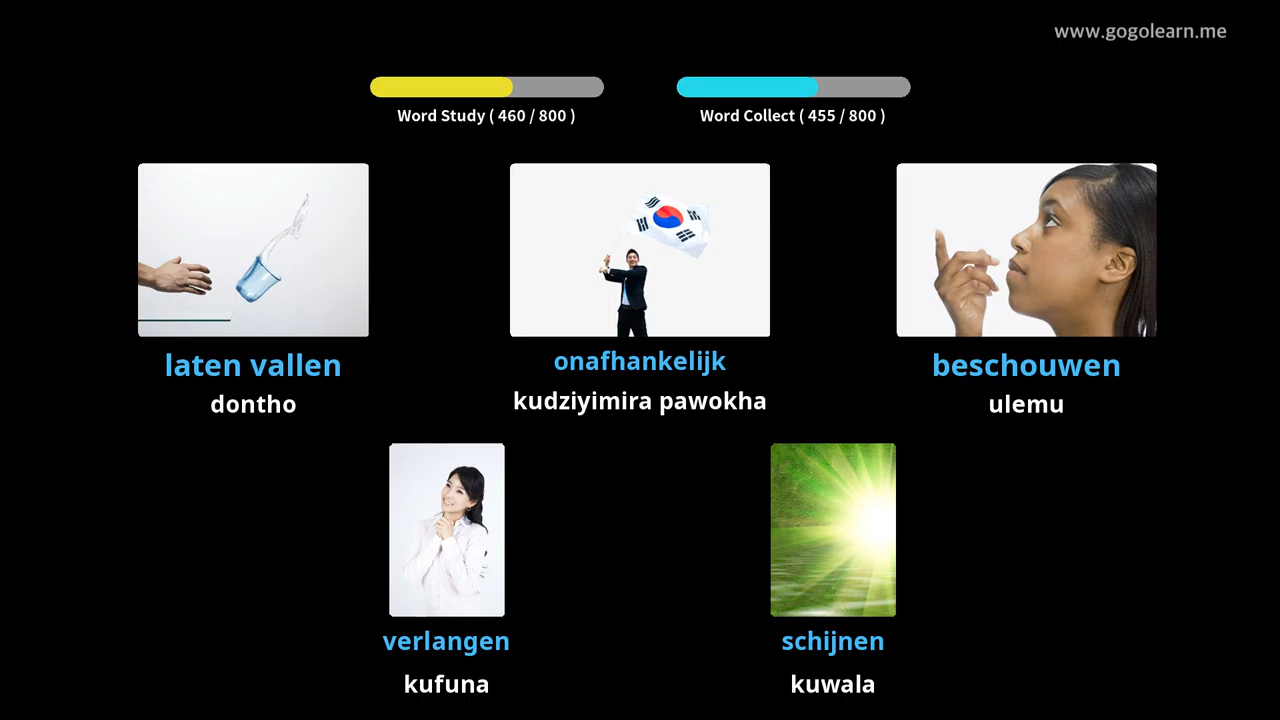 www.gogolearn.me
Word Study ( 460 / 800 )
Word Collect ( 455 / 800 )
laten vallen
dontho
onafhankelijk
kudziyimira pawokha
beschouwen
ulemu
verlangen
kufuna
schijnen
kuwala